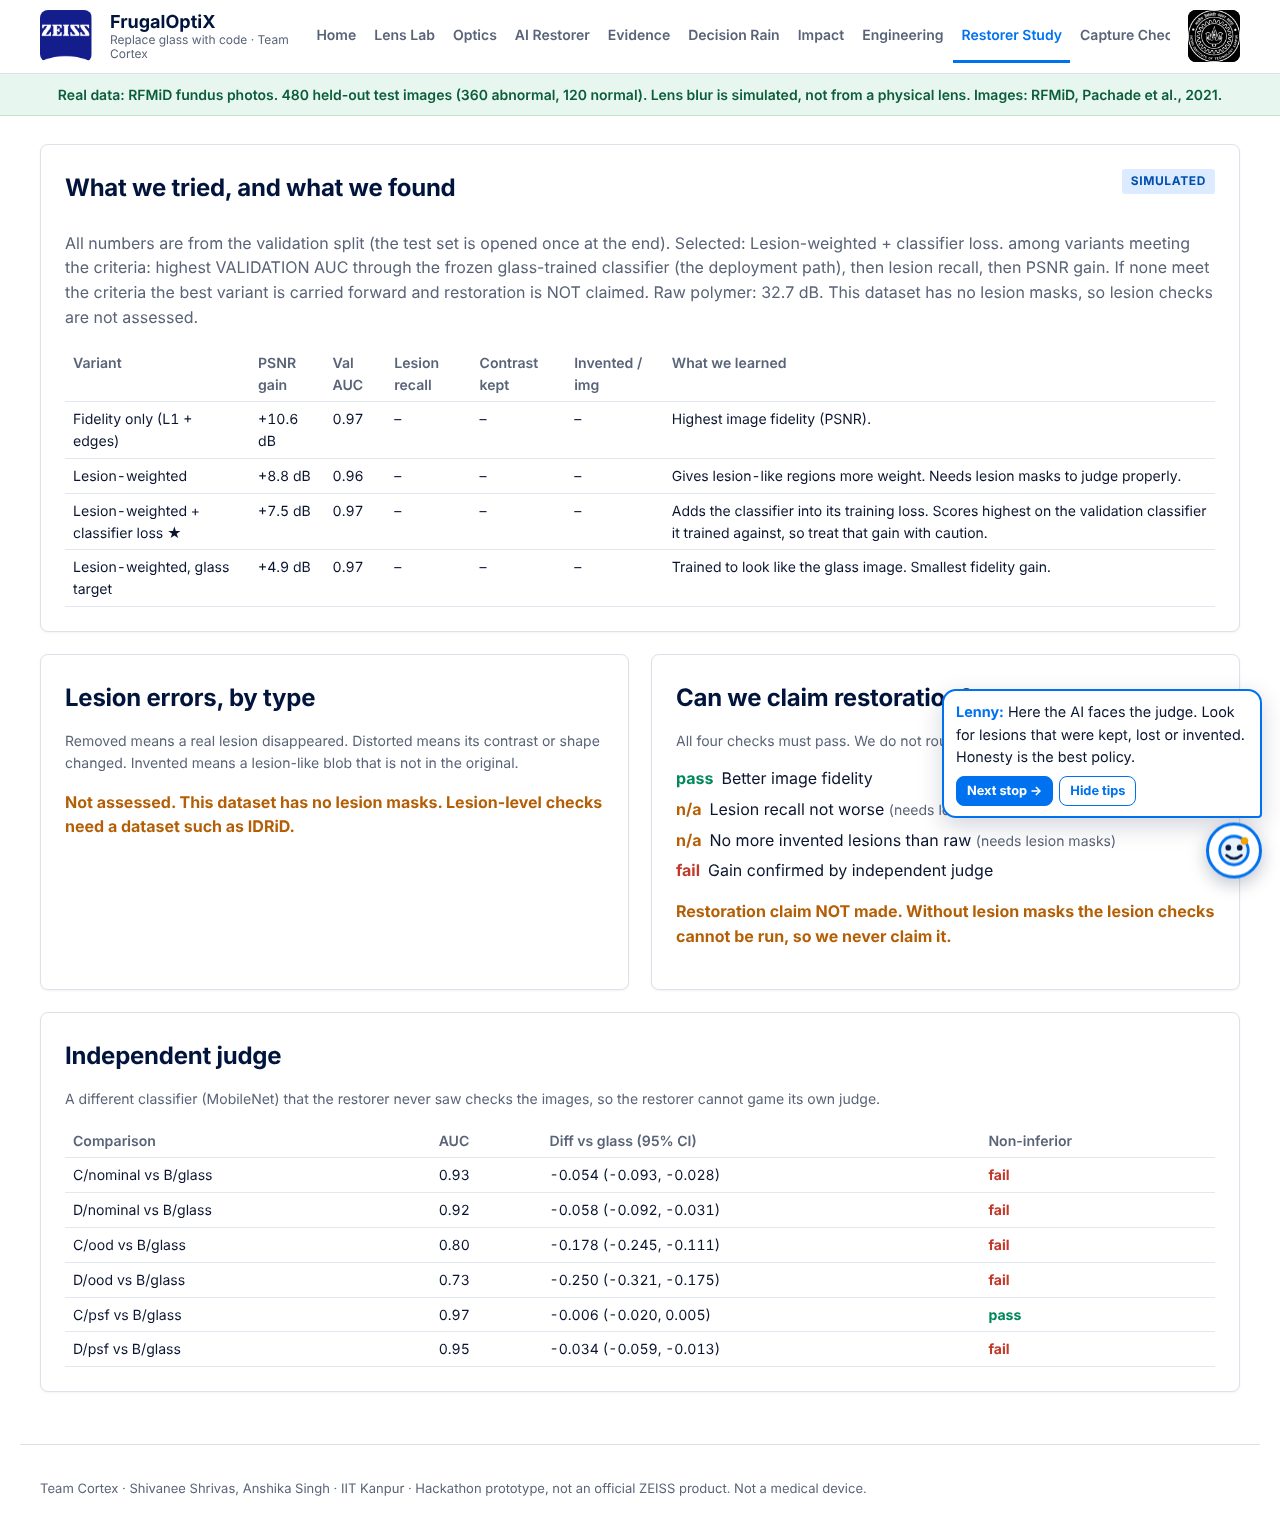 ZEISS
FrugalOptiX
Replace glass with code · Team
Cortex
Home Lens Lab Optics AI Restorer Evidence Decision Rain Impact Engineering Restorer Study Capture Chec
Real data: RFMiD fundus photos. 480 held-out test images (360 abnormal, 120 normal). Lens blur is simulated, not from a physical lens. Images: RFMiD, Pachade et al., 2021.
What we tried, and what we found
SIMULATED
All numbers are from the validation split (the test set is opened once at the end). Selected: Lesion-weighted + classifier loss. among variants meeting
the criteria: highest VALIDATION AUC through the frozen glass-trained classifier (the deployment path), then lesion recall, then PSNR gain. If none meet
the criteria the best variant is carried forward and restoration is NOT claimed. Raw polymer: 32.7 dB. This dataset has no lesion masks, so lesion checks
are not assessed.
Variant PSNR gain Val AUC Lesion recall Contrast kept Invented / img What we learned
Fidelity only (L1 + edges) +10.6 dB 0.97 – – – Highest image fidelity (PSNR).
Lesion-weighted +8.8 dB 0.96 – – – Gives lesion-like regions more weight. Needs lesion masks to judge properly.
Lesion-weighted + classifier loss ★ +7.5 dB 0.97 – – – Adds the classifier into its training loss. Scores highest on the validation classifier it trained against, so treat that gain with caution.
Lesion-weighted, glass target +4.9 dB 0.97 – – – Trained to look like the glass image. Smallest fidelity gain.
Lesion errors, by type
Removed means a real lesion disappeared. Distorted means its contrast or shape
changed. Invented means a lesion-like blob that is not in the original.
Not assessed. This dataset has no lesion masks. Lesion-level checks
need a dataset such as IDRiD.
Can we claim restoration
All four checks must pass. We do not
pass Better image fidelity
n/a Lesion recall not worse (needs
n/a No more invented lesions than raw (needs lesion masks)
fail Gain confirmed by independent judge
Restoration claim NOT made. Without lesion masks the lesion checks
cannot be run, so we never claim it.
Lenny: Here the AI faces the judge. Look
for lesions that were kept, lost or invented.
Honesty is the best policy.
Next stop → Hide tips
Independent judge
A different classifier (MobileNet) that the restorer never saw checks the images, so the restorer cannot game its own judge.
Comparison AUC Diff vs glass (95% CI) Non-inferior
C/nominal vs B/glass 0.93 -0.054 (-0.093, -0.028) fail
D/nominal vs B/glass 0.92 -0.058 (-0.092, -0.031) fail
C/ood vs B/glass 0.80 -0.178 (-0.245, -0.111) fail
D/ood vs B/glass 0.73 -0.250 (-0.321, -0.175) fail
C/psf vs B/glass 0.97 -0.006 (-0.020, 0.005) pass
D/psf vs B/glass 0.95 -0.034 (-0.059, -0.013) fail
Team Cortex · Shivanee Shrivas, Anshika Singh · IIT Kanpur · Hackathon prototype, not an official ZEISS product. Not a medical device.